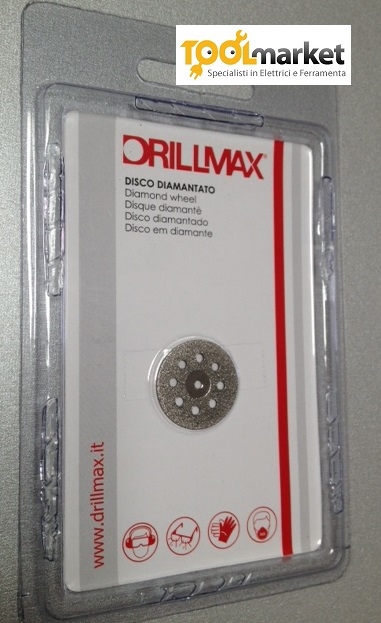 TOOLmarket
Specialisti in Elettrici e Ferramenta
DRILLMAX®
DISCO DIAMANTATO
Diamond wheel
Disque diamantè
Disco diamantado
Disco em diamante
www.drillmax.it